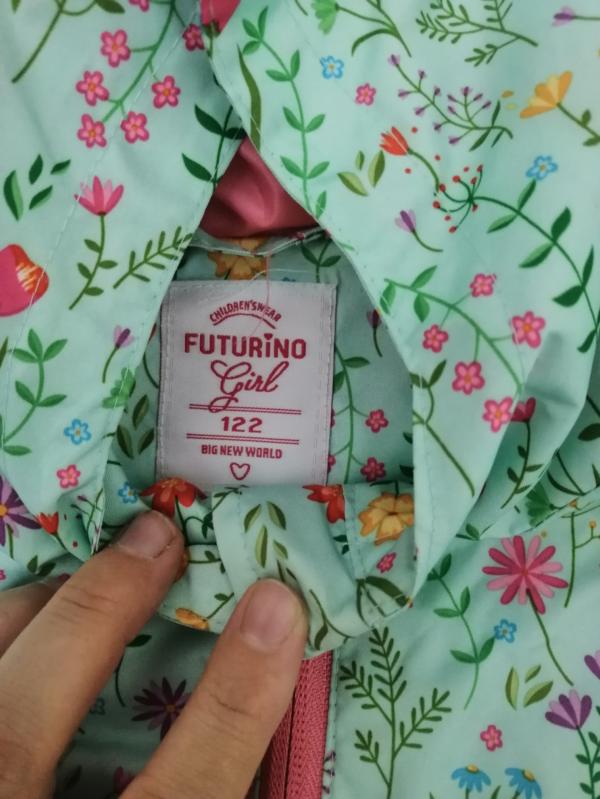 CHILDREN'SWEAR
FUTURINO
Girl
122
BIG NEW WORLD